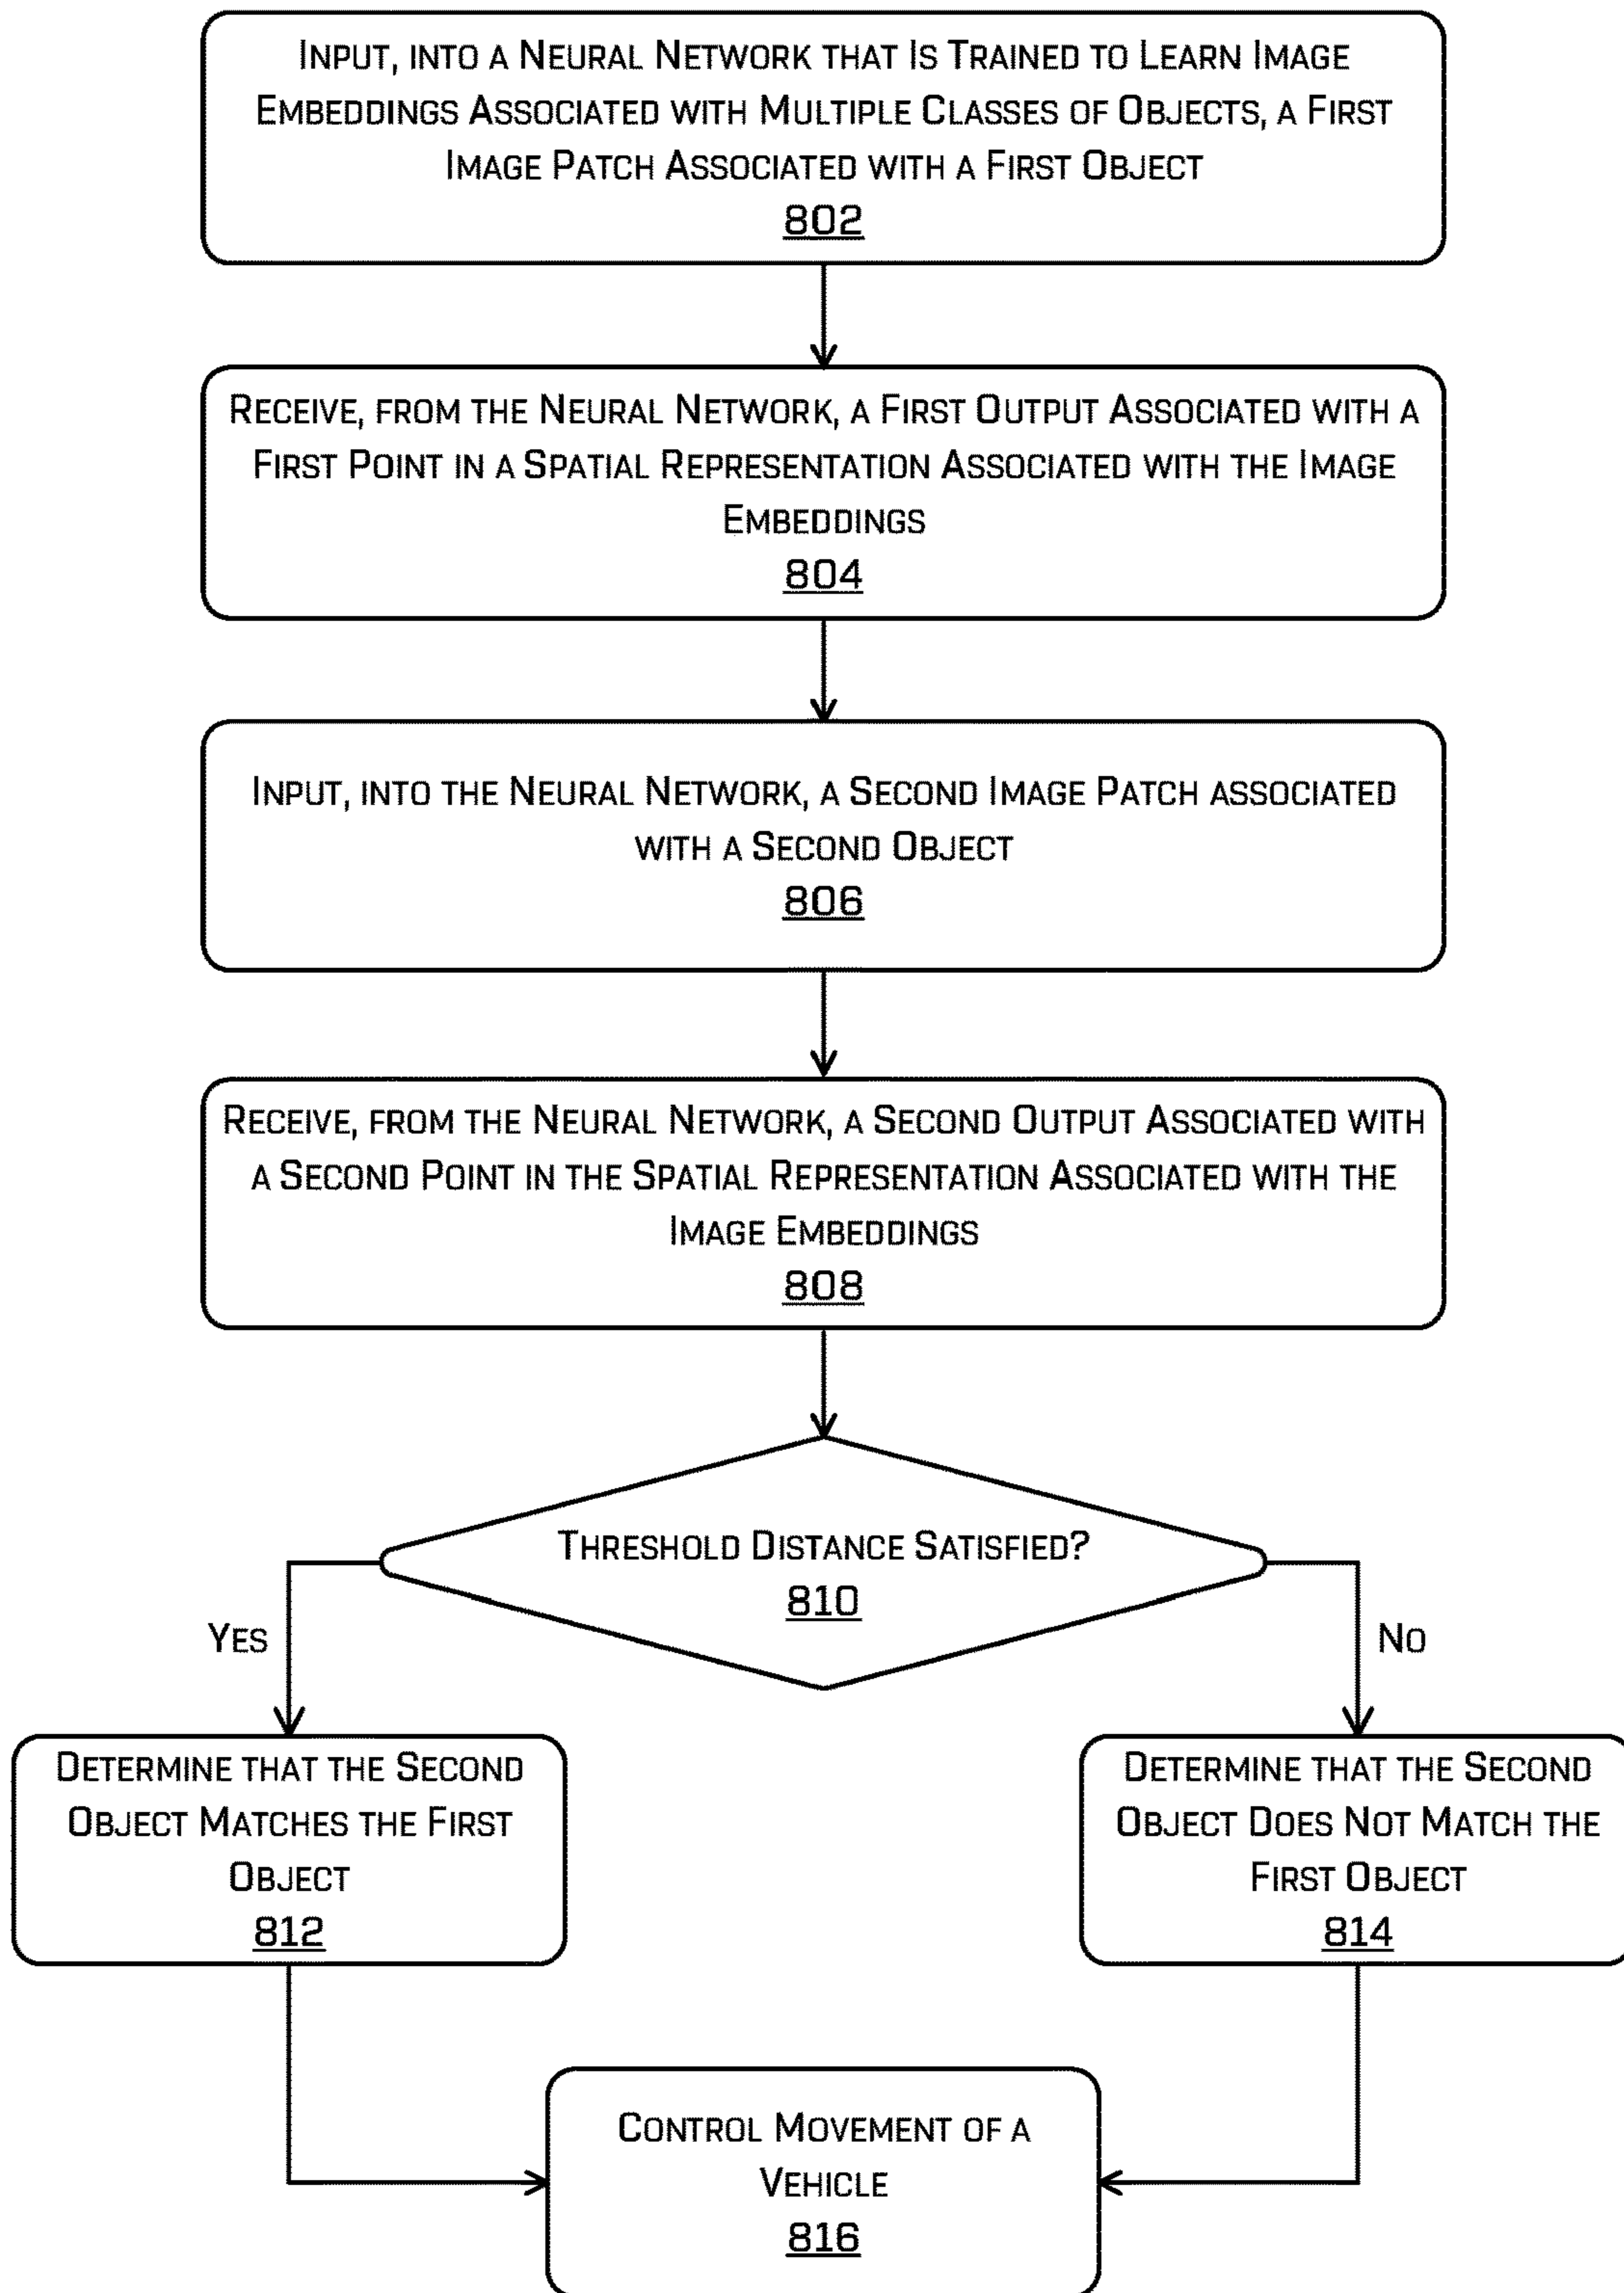 Input, into a Neural Network that Is Trained to Learn Image
Embeddings Associated with Multiple Classes of Objects, a First
Image Patch Associated with a First Object
802
Receive, from the Neural Network, a First Output Associated with a
First Point in a Spatial Representation Associated with the Image
Embeddings
804
Input, into the Neural Network, a Second Image Patch associated
with a Second Object
806
Receive, from the Neural Network, a Second Output Associated with
a Second Point in the Spatial Representation Associated with the
Image Embeddings
808
Threshold Distance Satisfied?
810
Yes
No
Determine that the Second
Object Matches the First
Object
812
Determine that the Second
Object Does Not Match the
First Object
814
Control Movement of a
Vehicle
816